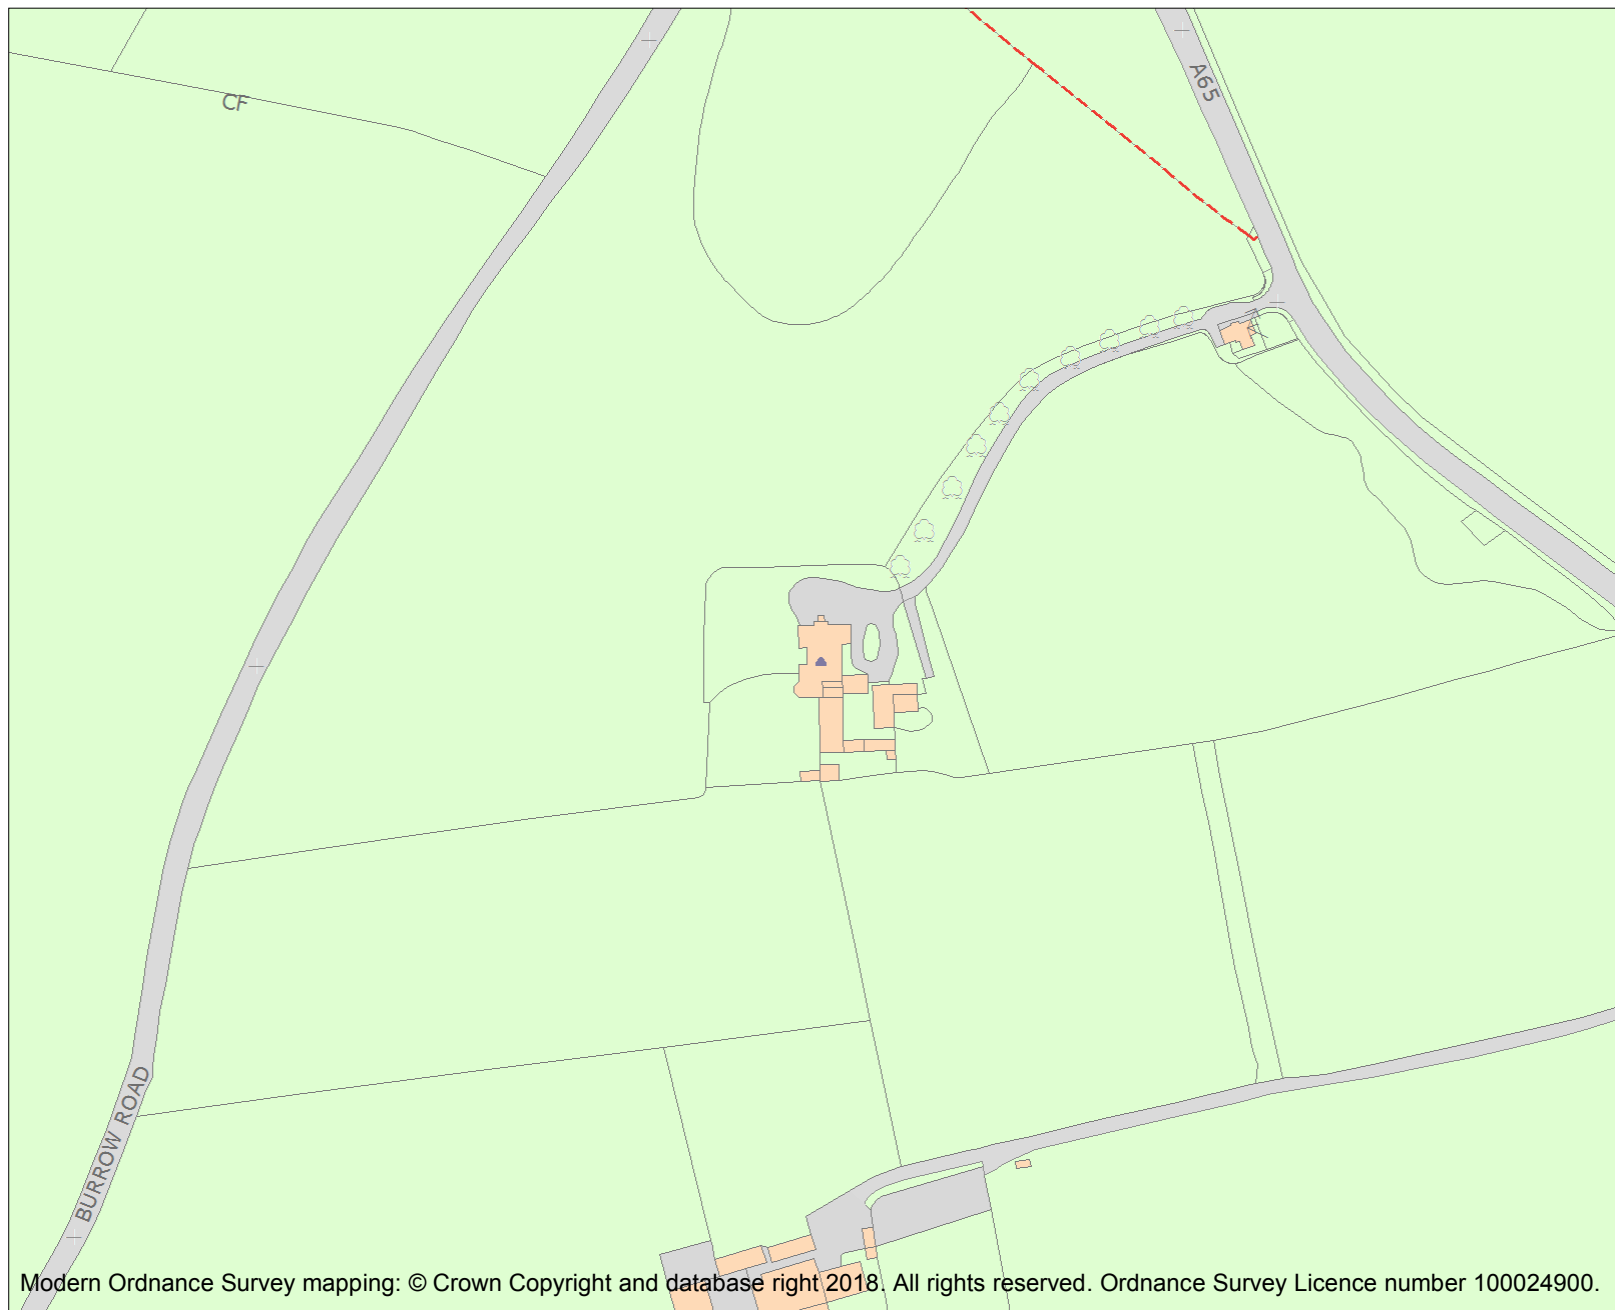 A65
CF
BURROW ROAD
Modern Ordnance Survey mapping: © Crown Copyright and database right 2018. All rights reserved. Ordnance Survey Licence number 100024900.